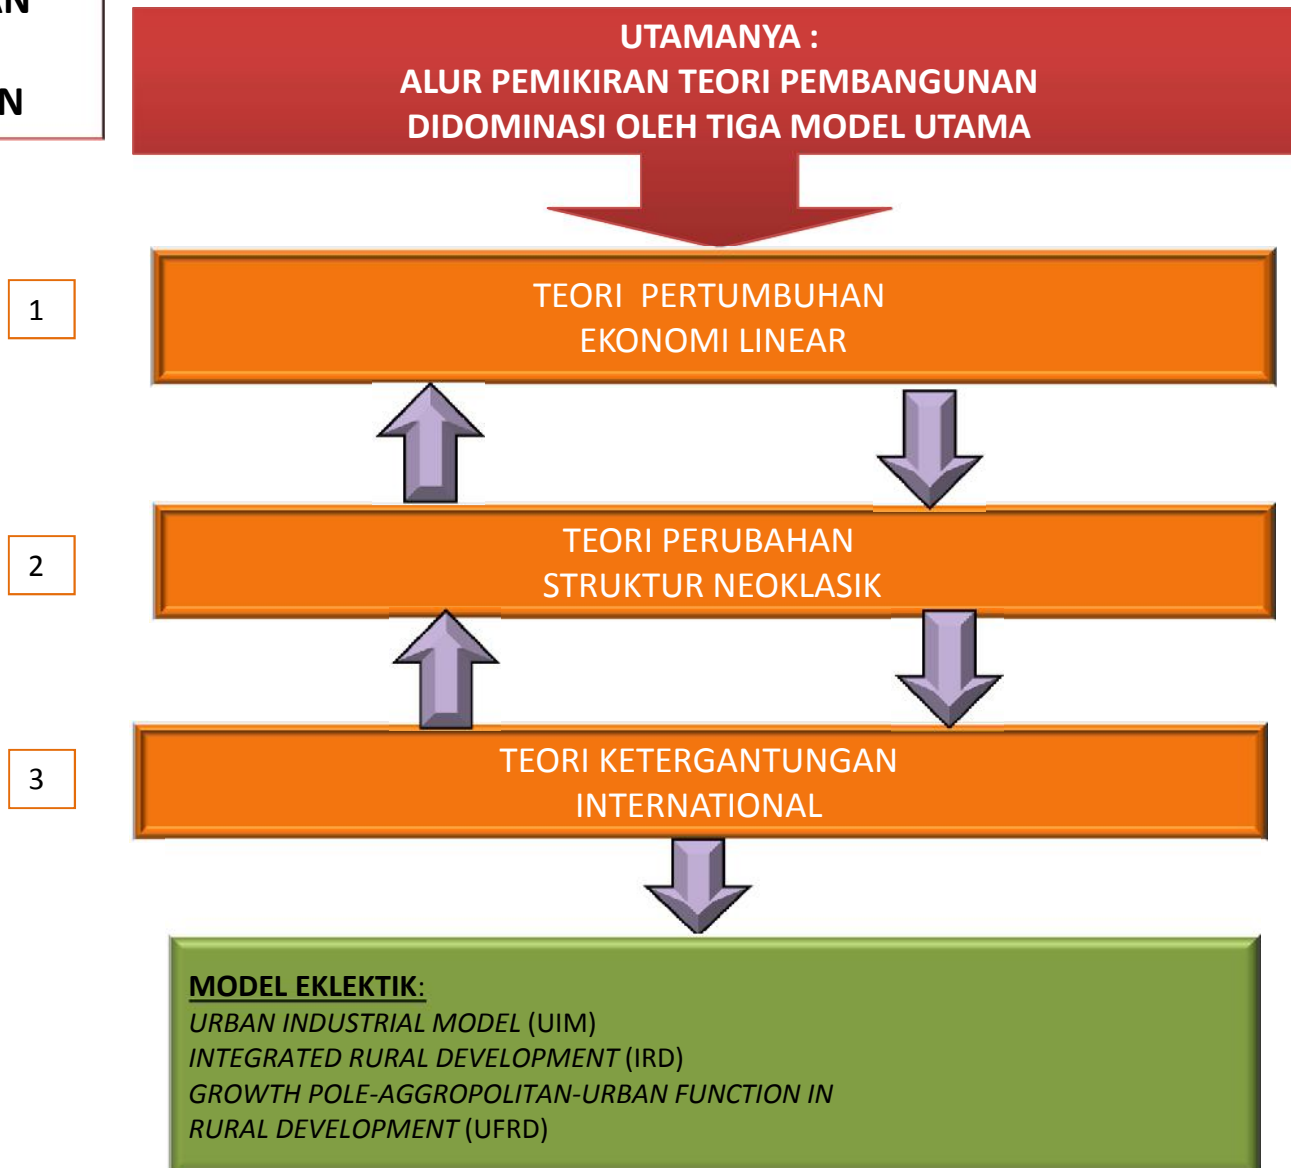 N
UTAMANYA :
ALUR PEMIKIRAN TEORI PEMBANGUNAN
DIDOMINASI OLEH TIGA MODEL UTAMA
1
TEORI PERTUMBUHAN
EKONOMI LINEAR
2
TEORI PERUBAHAN
STRUKTUR NEOKLASIK
3
TEORI KETERGANTUNGAN
INTERNATIONAL
MODEL EKLEKTIK:
URBAN INDUSTRIAL MODEL (UIM)
INTEGRATED RURAL DEVELOPMENT (IRD)
GROWTH POLE-AGGROPOLITAN-URBAN FUNCTION IN
RURAL DEVELOPMENT (UFRD)